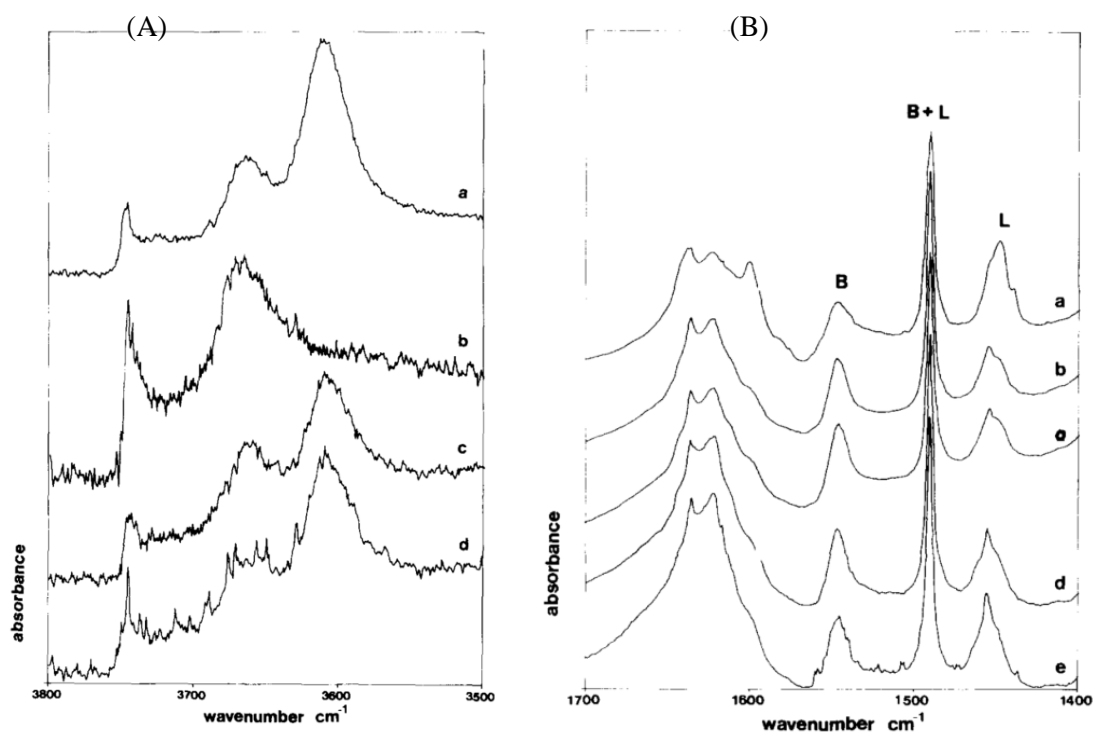 (A)
a
b
c
d
absorbance
3800
3700
3600
3500
wavenumber cm-1
(B)
B + L
L
B
a
b
d
e
absorbance
1700
1600
1500
1400
wavenumber cm-1